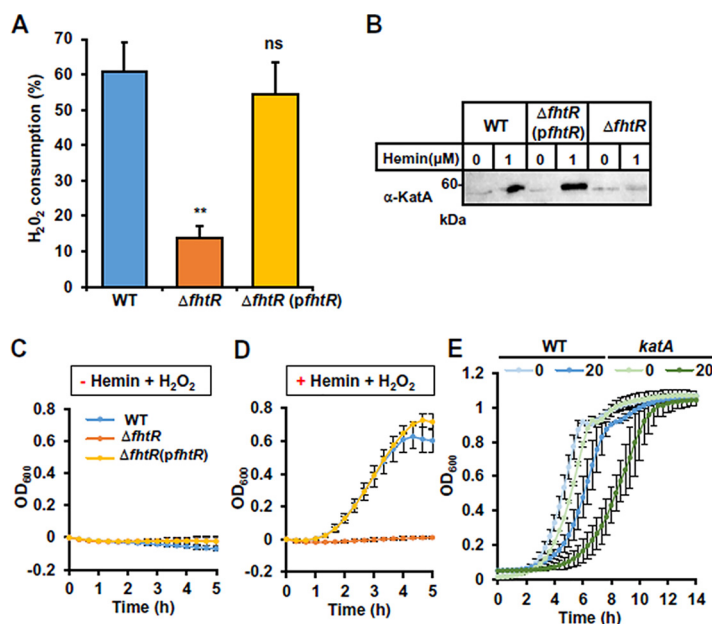 A
H₂O₂ consumption (%)
70
60
50
40
30
20
10
0
**
ns
WT
ΔfhtR
ΔfhtR (pfhtR)
B
WT
ΔfhtR
(pfhtR)
ΔfhtR
Hemin(µM)
0 1 0 1 0 1
60-
α-KatA
kDa
C
- Hemin + H₂O₂
OD₆₀₀
0.8
0.6
0.4
0.2
0
-0.2
WT
ΔfhtR
ΔfhtR(pfhtR)
0 1 2 3 4 5
Time (h)
D
+ Hemin + H₂O₂
OD₆₀₀
0.8
0.6
0.4
0.2
0
-0.2
0 1 2 3 4 5
Time (h)
E
WT katA
0 20 0 20
OD₆₀₀
1.2
1
0.8
0.6
0.4
0.2
0
0 2 4 6 8 10 12 14
Time (h)